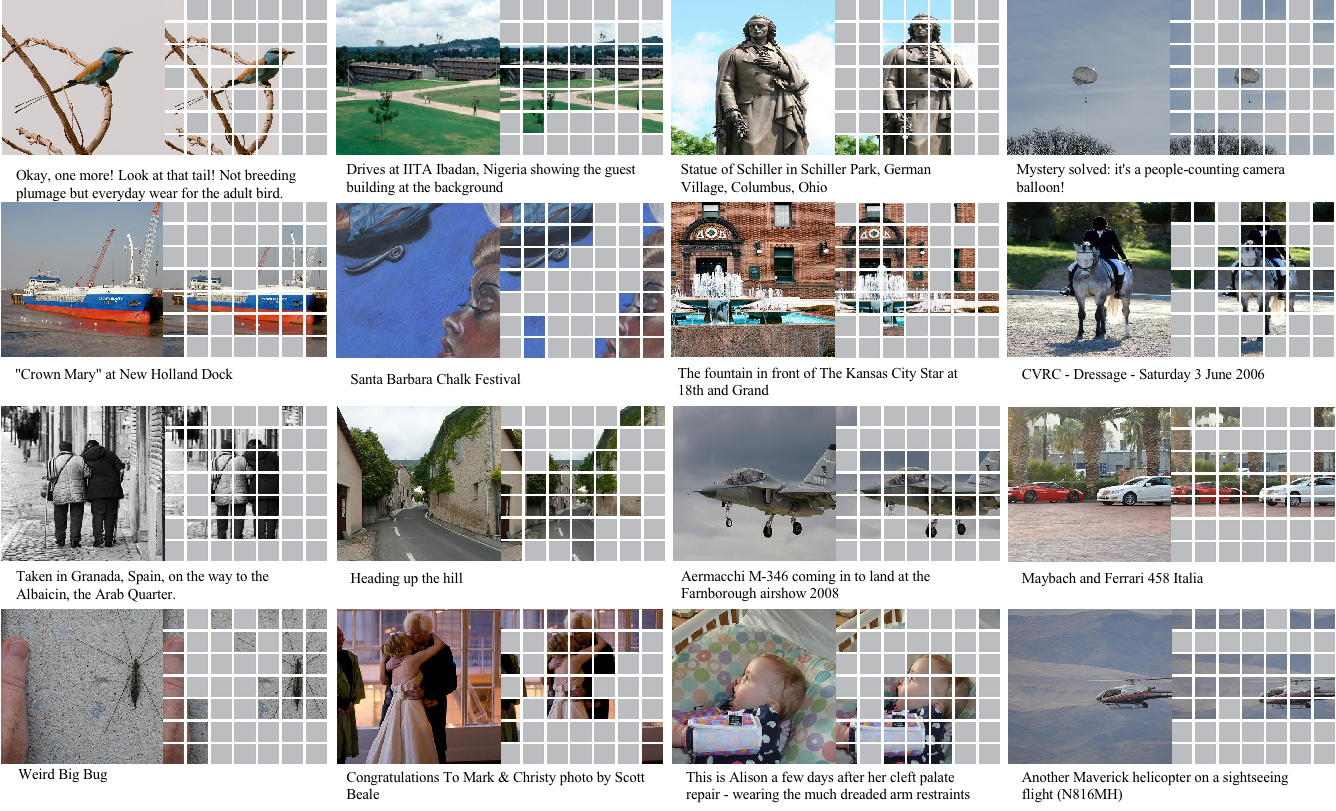 Okay, one more! Look at that tail! Not breeding
plumage but everyday wear for the adult bird.
Drives at IITA Ibadan, Nigeria showing the guest
building at the background
Statue of Schiller in Schiller Park, German
Village, Columbus, Ohio
Mystery solved: it's a people-counting camera
balloon!
"Crown Mary" at New Holland Dock
Santa Barbara Chalk Festival
The fountain in front of The Kansas City Star at
18th and Grand
CVRC - Dressage - Saturday 3 June 2006
Taken in Granada, Spain, on the way to the
Albaicin, the Arab Quarter.
Heading up the hill
Aermacchi M-346 coming in to land at the
Farnborough airshow 2008
Maybach and Ferrari 458 Italia
Weird Big Bug
Congratulations To Mark & Christy photo by Scott
Beale
This is Alison a few days after her cleft palate
repair - wearing the much dreaded arm restraints
Another Maverick helicopter on a sightseeing
flight (N816MH)